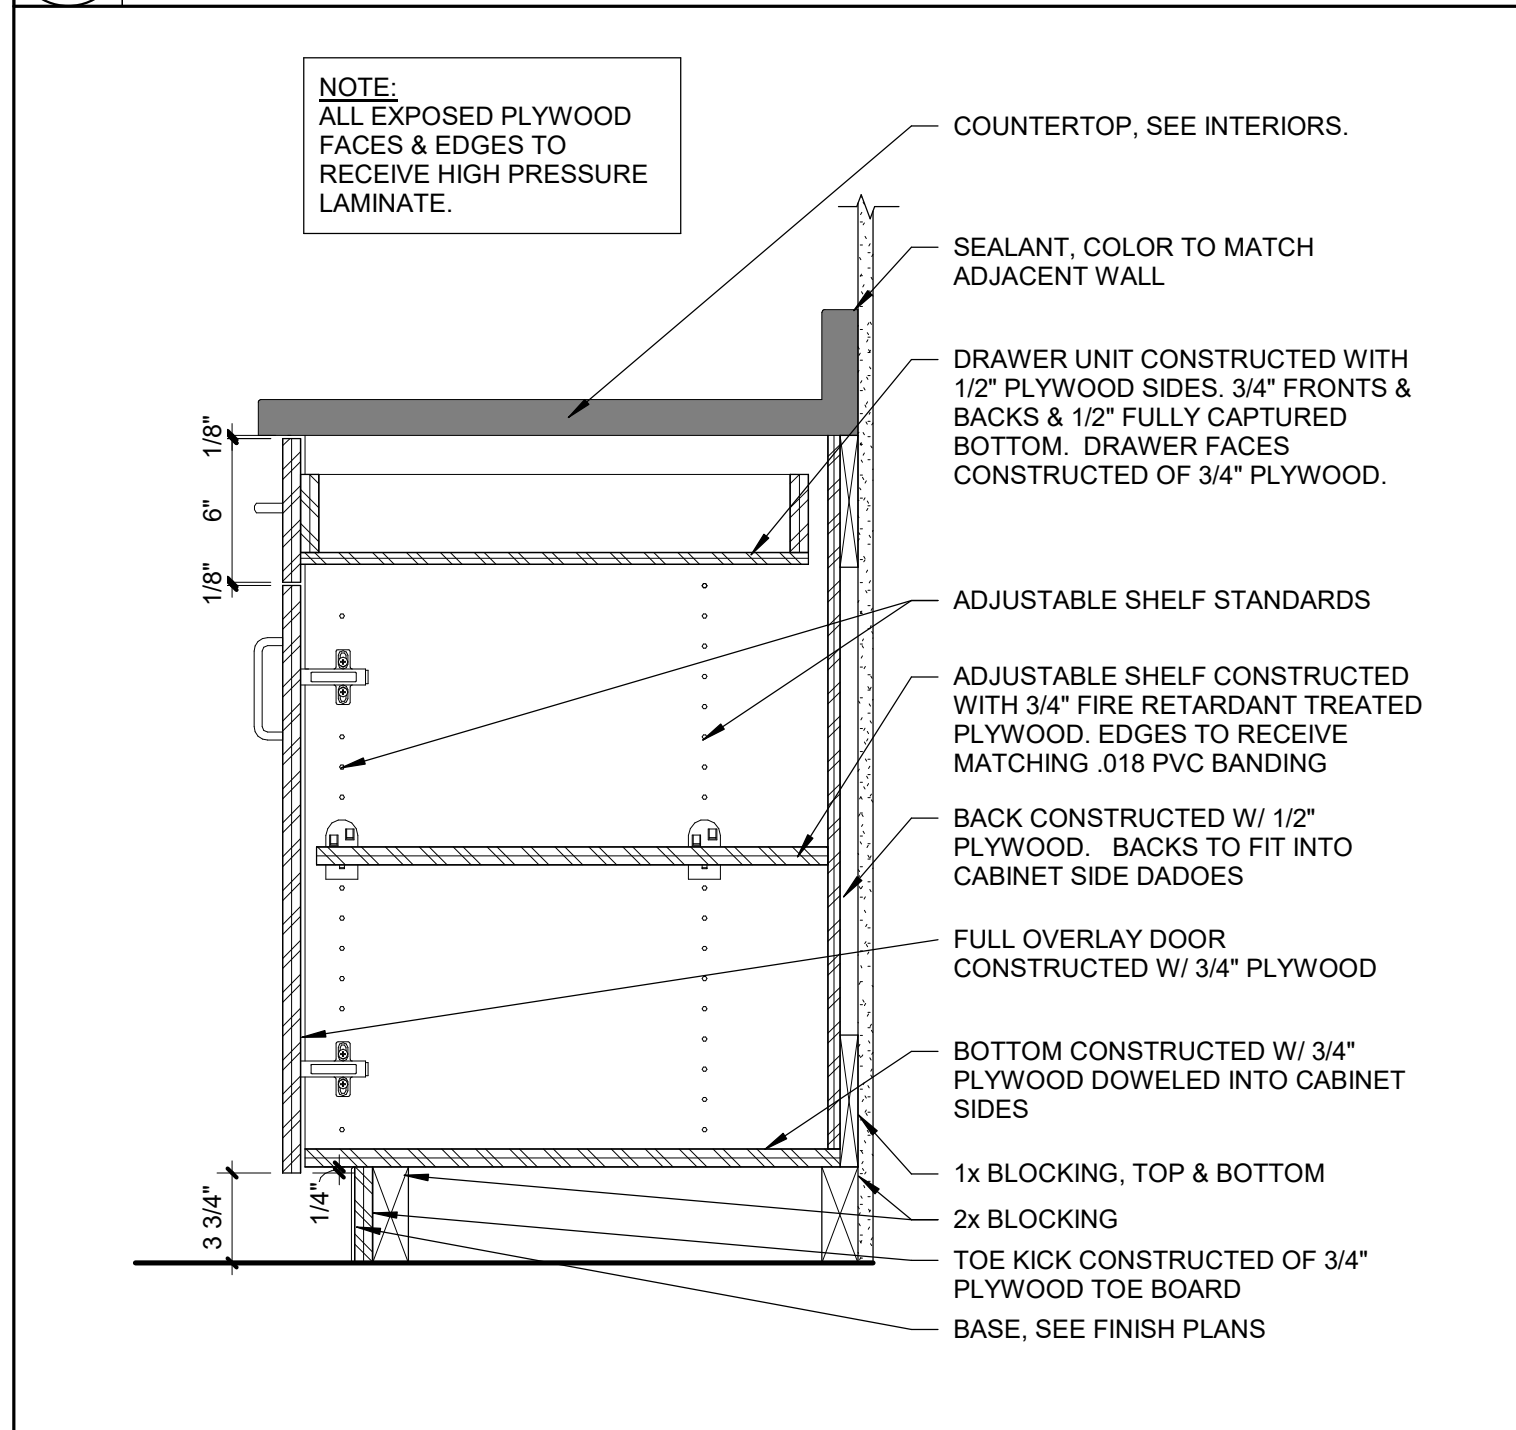 NOTE:
ALL EXPOSED PLYWOOD
FACES & EDGES TO
RECEIVE HIGH PRESSURE
LAMINATE.
COUNTERTOP, SEE INTERIORS.
SEALANT, COLOR TO MATCH
ADJACENT WALL
DRAWER UNIT CONSTRUCTED WITH
1/2" PLYWOOD SIDES. 3/4" FRONTS &
BACKS & 1/2" FULLY CAPTURED
BOTTOM.  DRAWER FACES
CONSTRUCTED OF 3/4" PLYWOOD.
1/8"
6"
1/8"
ADJUSTABLE SHELF STANDARDS
ADJUSTABLE SHELF CONSTRUCTED
WITH 3/4" FIRE RETARDANT TREATED
PLYWOOD. EDGES TO RECEIVE
MATCHING .018 PVC BANDING
BACK CONSTRUCTED W/ 1/2"
PLYWOOD.   BACKS TO FIT INTO
CABINET SIDE DADOES
FULL OVERLAY DOOR
CONSTRUCTED W/ 3/4" PLYWOOD
BOTTOM CONSTRUCTED W/ 3/4"
PLYWOOD DOWELED INTO CABINET
SIDES
1x BLOCKING, TOP & BOTTOM
2x BLOCKING
TOE KICK CONSTRUCTED OF 3/4"
PLYWOOD TOE BOARD
BASE, SEE FINISH PLANS
3 3/4"
1/4"